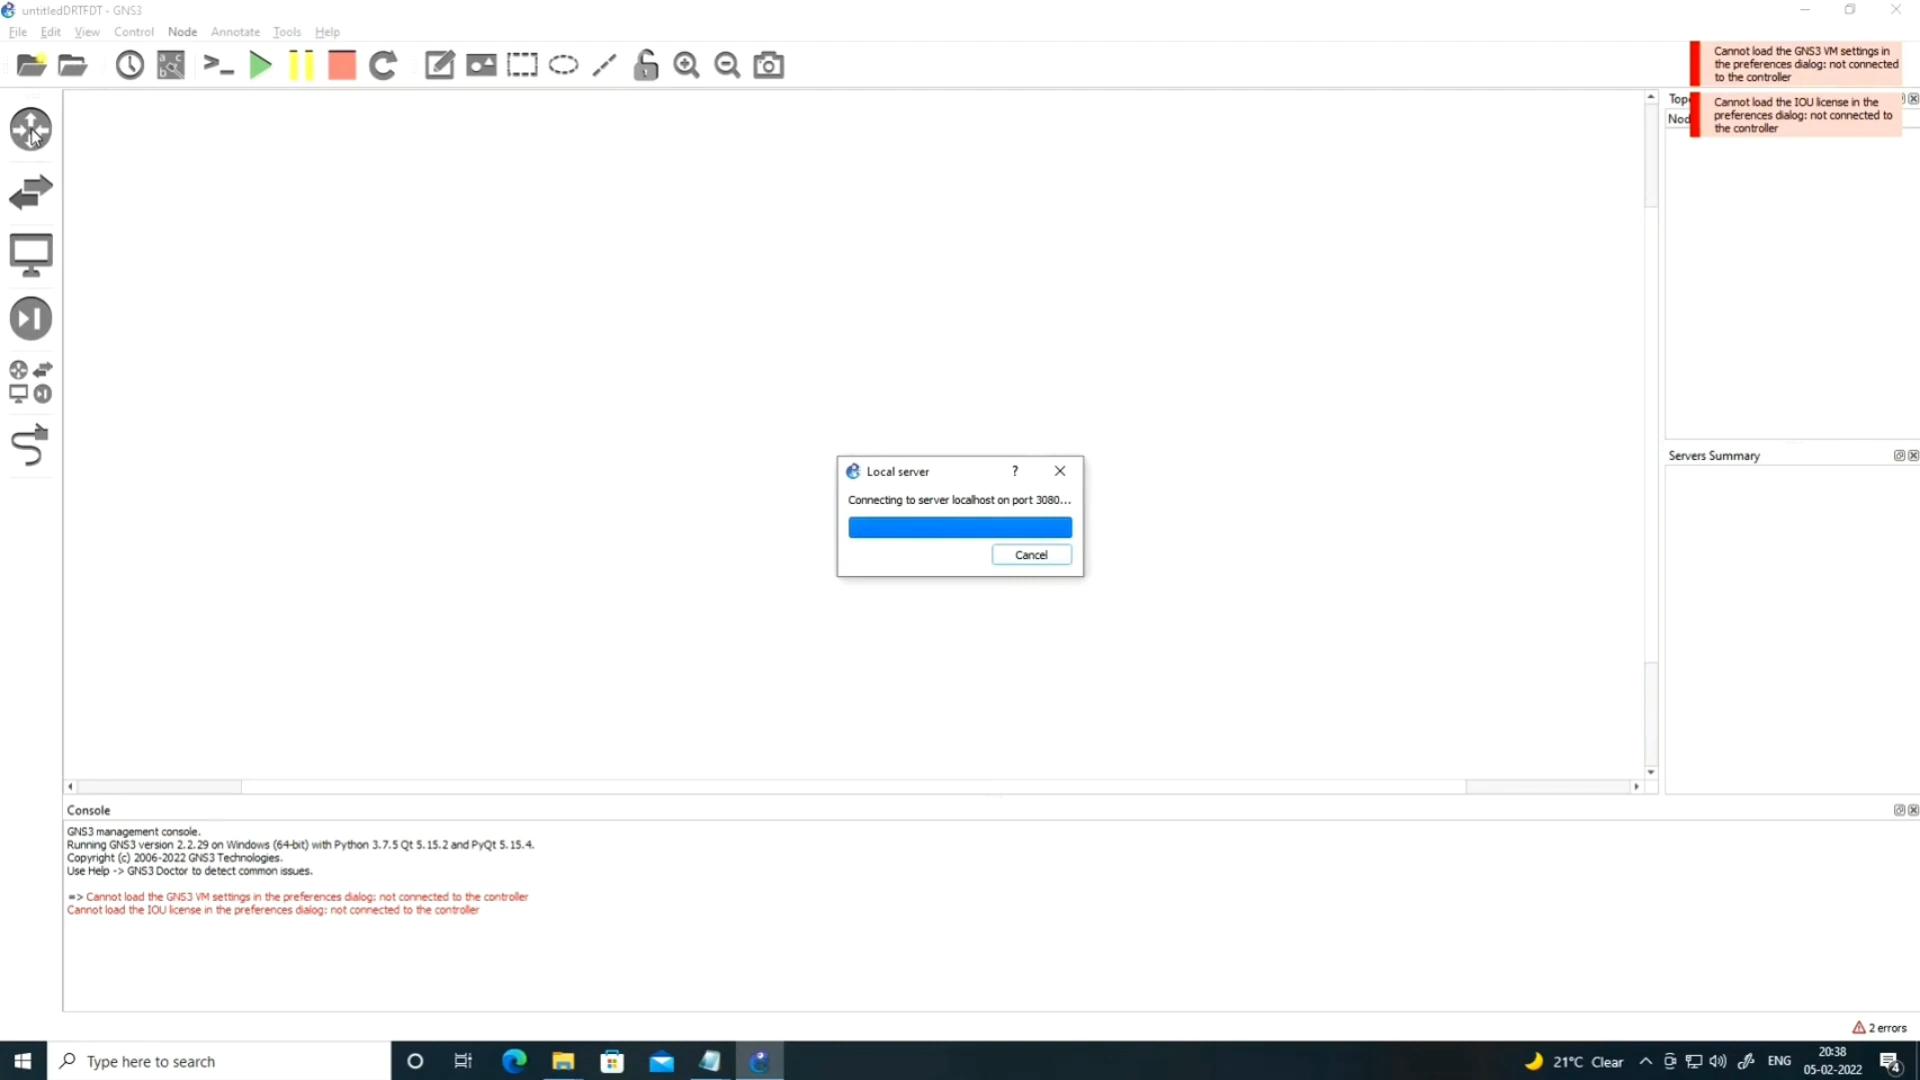 untitledDRTFDT - GNS3
File Edit View Control Node Annotate Tools Help
Cannot load the GNS3 VM settings in
the preferences dialog: not connected
to the controller
Cannot load the IOU license in the
preferences dialog: not connected to
the controller
Topo
Nod
Local server
Connecting to server localhost on port 3080...
Cancel
Servers Summary
Console
GNS3 management console.
Running GNS3 version 2.2.29 on Windows (64-bit) with Python 3.7.5 Qt 5.15.2 and PyQt 5.15.4.
Copyright (c) 2006-2022 GNS3 Technologies.
Use Help -> GNS3 Doctor to detect common issues.
=> Cannot load the GNS3 VM settings in the preferences dialog: not connected to the controller
Cannot load the IOU license in the preferences dialog: not connected to the controller
2 errors
Type here to search
21°C Clear
ENG
20:38
05-02-2022
4